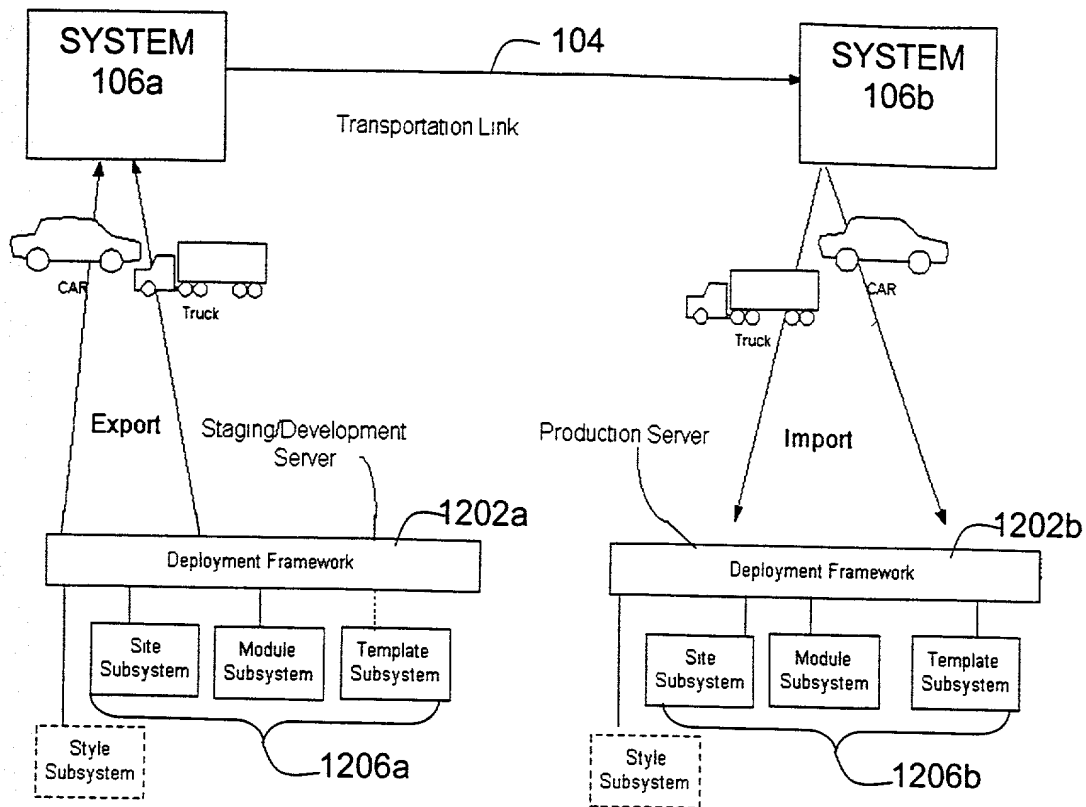 SYSTEM
106a
104
SYSTEM
106b
Transportation Link
CAR
Truck
CAR
Truck
Export
Staging/Development
Server
Production Server
Import
1202a
1202b
Deployment Framework
Deployment Framework
Site
Subsystem
Module
Subsystem
Template
Subsystem
Site
Subsystem
Module
Subsystem
Template
Subsystem
Style
Subsystem
1206a
Style
Subsystem
1206b